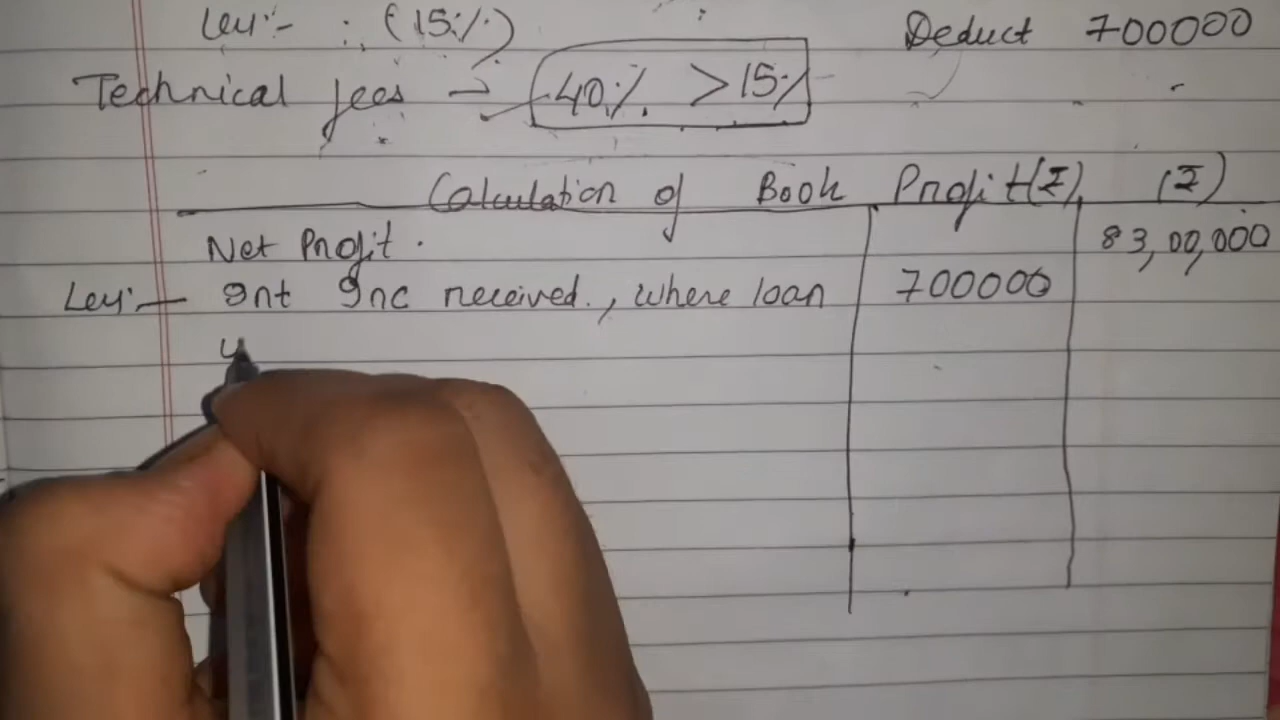 Less:- (15%)
Deduct 700000
Technical fees → 40% > 15%
Calculation of Book Profit (₹) (₹)
Net Profit. 83,00,000
Less:- Int Inc received, where loan 700000